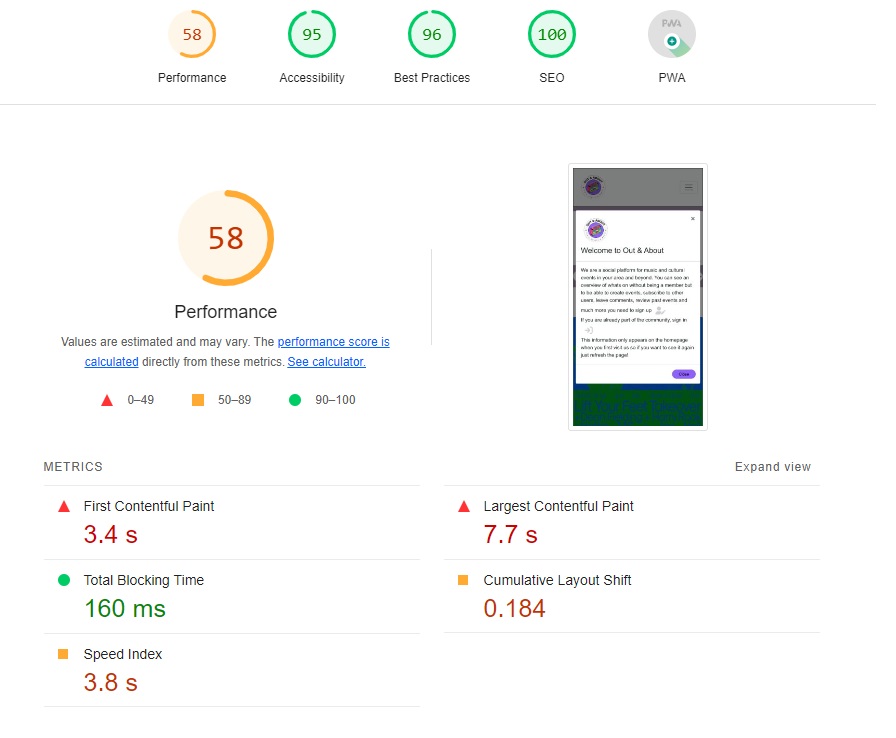 58
95
96
100
PWA
Performance
Accessibility
Best Practices
SEO
PWA
58
Performance
Values are estimated and may vary. The performance score is
calculated directly from these metrics. See calculator.
0–49
50–89
90–100
OUT & ABOUT
×
OUT & ABOUT
Welcome to Out & About
We are a social platform for music and cultural
events in your area and beyond. You can see an
overview of whats on without being a member but
to be able to create events, subscribe to other
users, leave comments, review past events and
much more you need to sign up
If you are already part of the community, sign in
This information only appears on the homepage
when you first visit us so if you want to see it again
just refresh the page!
Close
METRICS
Expand view
First Contentful Paint
3.4 s
Largest Contentful Paint
7.7 s
Total Blocking Time
160 ms
Cumulative Layout Shift
0.184
Speed Index
3.8 s